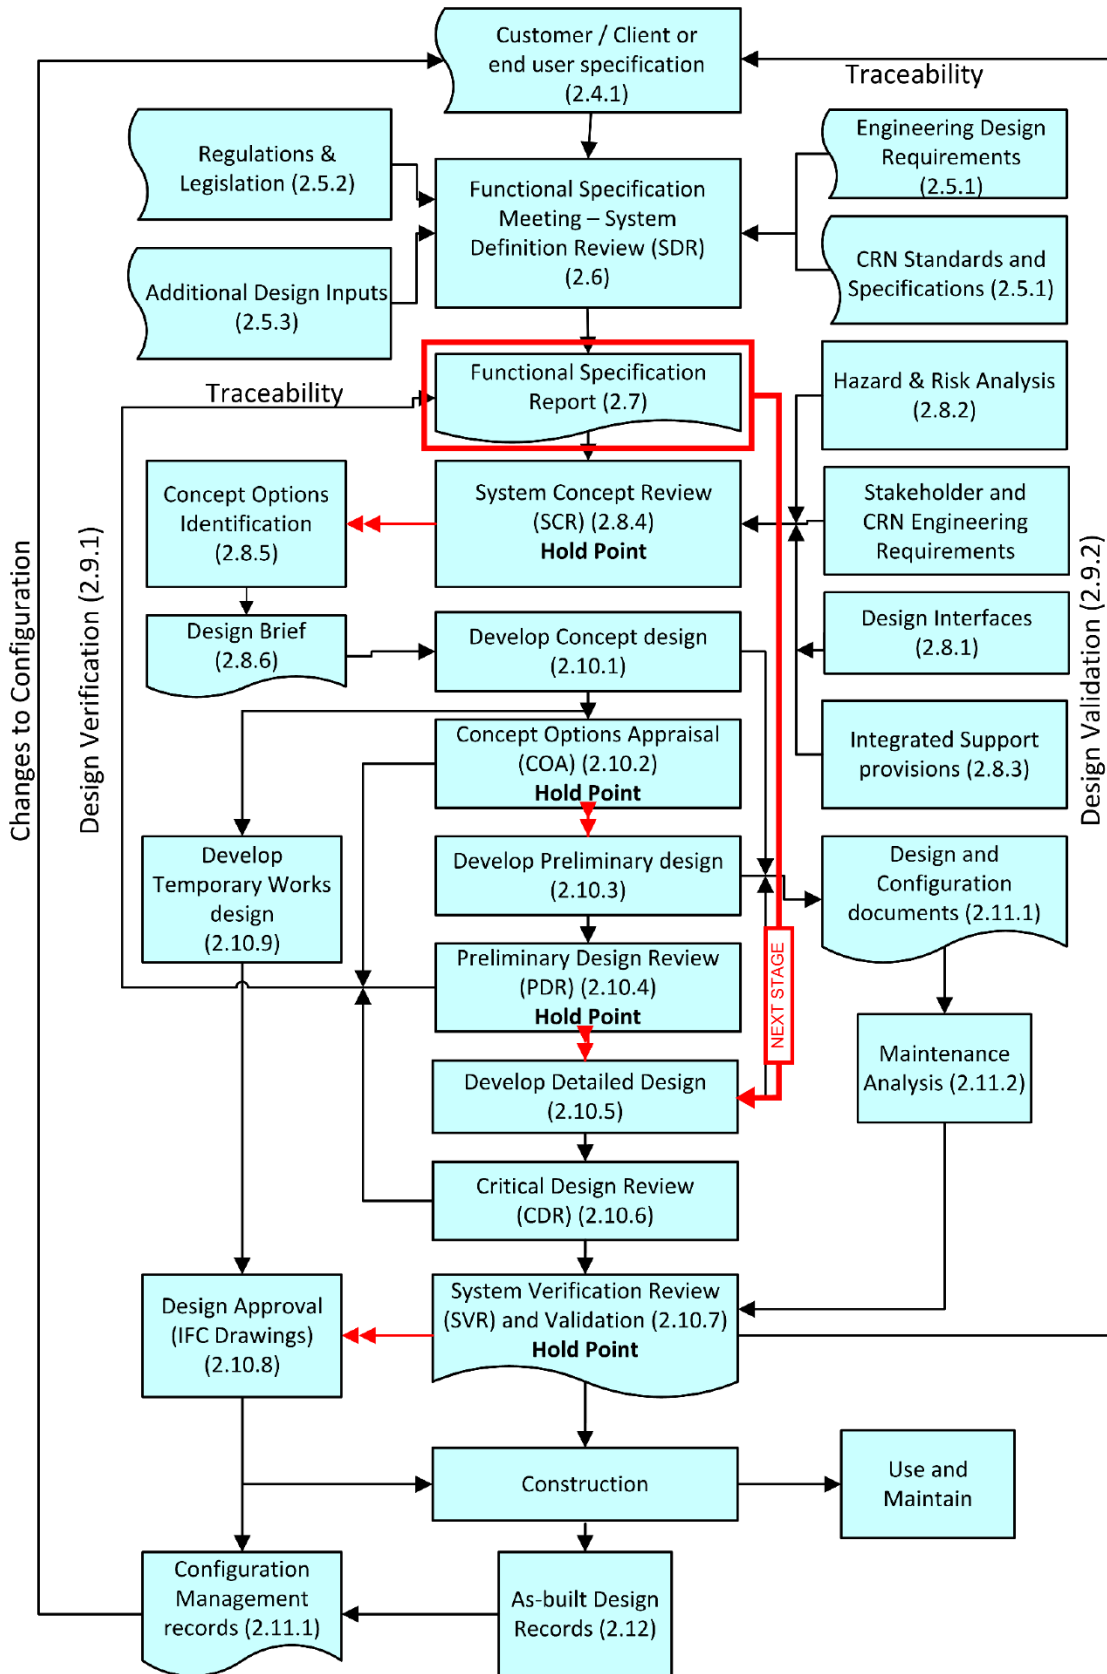 Customer / Client or
end user specification
(2.4.1)
Traceability
Regulations &
Legislation (2.5.2)
Engineering Design
Requirements
(2.5.1)
Functional Specification
Meeting – System
Definition Review (SDR)
(2.6)
Additional Design Inputs
(2.5.3)
CRN Standards and
Specifications (2.5.1)
Traceability
Functional Specification
Report (2.7)
Hazard & Risk Analysis
(2.8.2)
Concept Options
Identification
(2.8.5)
System Concept Review
(SCR) (2.8.4)
Hold Point
Stakeholder and
CRN Engineering
Requirements
Design Brief
(2.8.6)
Develop Concept design
(2.10.1)
Design Interfaces
(2.8.1)
Changes to Configuration
Design Verification (2.9.1)
Design Validation (2.9.2)
Concept Options Appraisal
(COA) (2.10.2)
Hold Point
Integrated Support
provisions (2.8.3)
Develop
Temporary Works
design
(2.10.9)
Develop Preliminary design
(2.10.3)
Design and
Configuration
documents (2.11.1)
Preliminary Design Review
(PDR) (2.10.4)
Hold Point
NEXT STAGE
Maintenance
Analysis (2.11.2)
Develop Detailed Design
(2.10.5)
Critical Design Review
(CDR) (2.10.6)
Design Approval
(IFC Drawings)
(2.10.8)
System Verification Review
(SVR) and Validation (2.10.7)
Hold Point
Construction
Use and
Maintain
Configuration
Management
records (2.11.1)
As-built Design
Records (2.12)